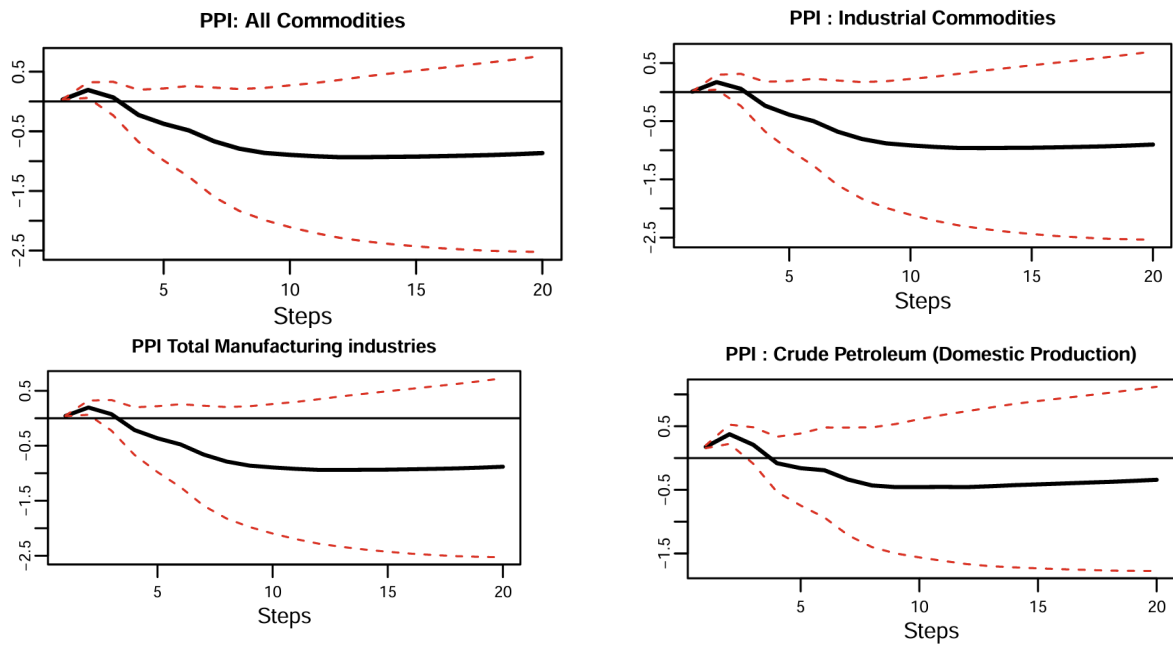 PPI: All Commodities
0.5
-0.5
-1.5
-2.5
5 10 15 20
Steps
PPI : Industrial Commodities
0.5
-0.5
-1.5
-2.5
5 10 15 20
Steps
PPI Total Manufacturing industries
0.5
-0.5
-1.5
-2.5
5 10 15 20
Steps
PPI : Crude Petroleum (Domestic Production)
0.5
-0.5
-1.5
5 10 15 20
Steps